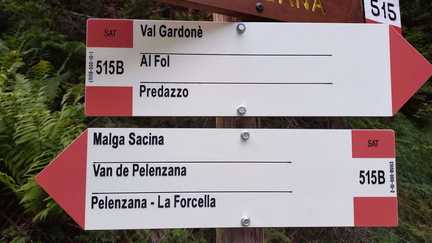 515
SAT
515B
Val Gardonè
Al Fol
Predazzo
Malga Sacina
Van de Pelenzana
Pelenzana - La Forcella
SAT
515B